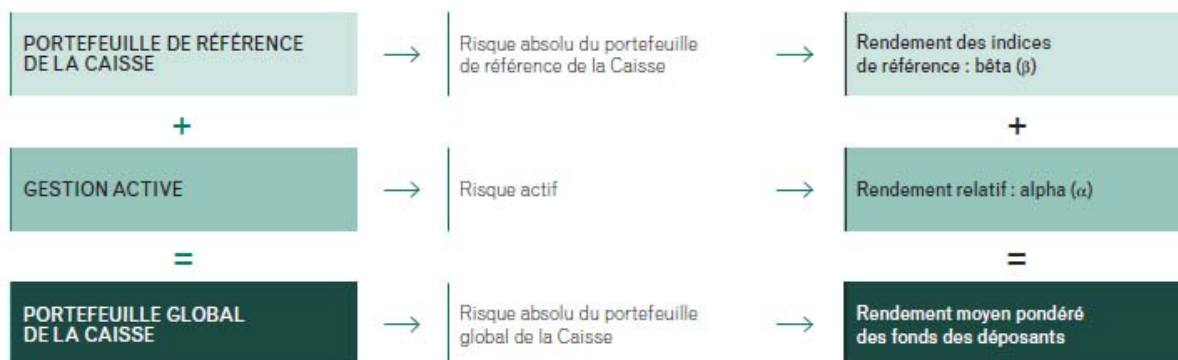 PORTEFEUILLE DE RÉFÉRENCE
DE LA CAISSE
Risque absolu du portefeuille
de référence de la Caisse
Rendement des indices
de référence : bêta (β)
+
+
GESTION ACTIVE
Risque actif
Rendement relatif : alpha (α)
=
=
PORTEFEUILLE GLOBAL
DE LA CAISSE
Risque absolu du portefeuille
global de la Caisse
Rendement moyen pondéré
des fonds des déposants